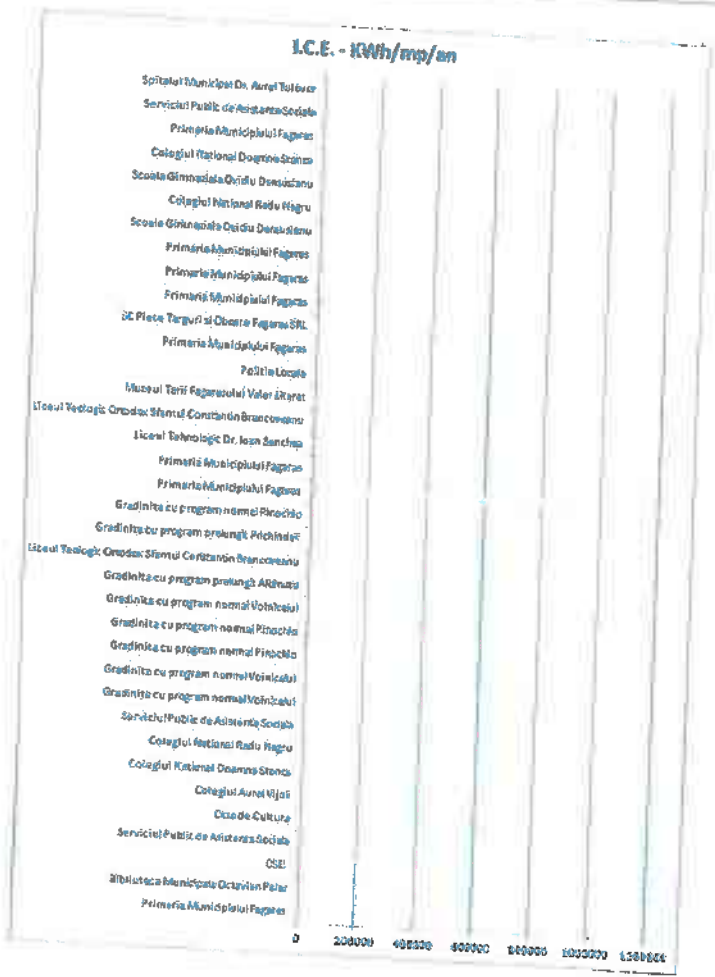 I.C.E. - KWh/mp/an
Spitalul Municipal Dr. Aurel Tulbure
Serviciul Public de Asistenta Sociala
Primaria Municipiului Fagaras
Colegiul National Doamna Stanca
Scoala Gimnaziala Ovidiu Densusianu
Colegiul National Radu Negru
Scoala Gimnaziala Ovidiu Densusianu
Primaria Municipiului Fagaras
Primaria Municipiului Fagaras
Primaria Municipiului Fagaras
SC Piete Targuri si Oboare Fagaras SRL
Primaria Municipiului Fagaras
Politia Locala
Muzeul Tarii Fagarasului Valer Literat
Liceul Teologic Ortodox Sfantul Constantin Brancoveanu
Liceul Tehnologic Dr. Ioan Senchea
Primaria Municipiului Fagaras
Primaria Municipiului Fagaras
Gradinita cu program normal Pinochio
Gradinita cu program prelungit Prichindel
Liceul Teologic Ortodox Sfantul Constantin Brancoveanu
Gradinita cu program prelungit Albinuta
Gradinita cu program normal Voinicelul
Gradinita cu program normal Pinochio
Gradinita cu program normal Pinochio
Gradinita cu program normal Voinicelul
Gradinita cu program normal Voinicelul
Serviciul Public de Asistenta Sociala
Colegiul National Radu Negru
Colegiul National Doamna Stanca
Colegiul Aurel Vijoli
Casa de Cultura
Serviciul Public de Asistenta Sociala
CSEI
Biblioteca Municipala Octavian Paler
Primaria Municipiului Fagaras
0 200000 400000 600000 800000 1000000 1200000